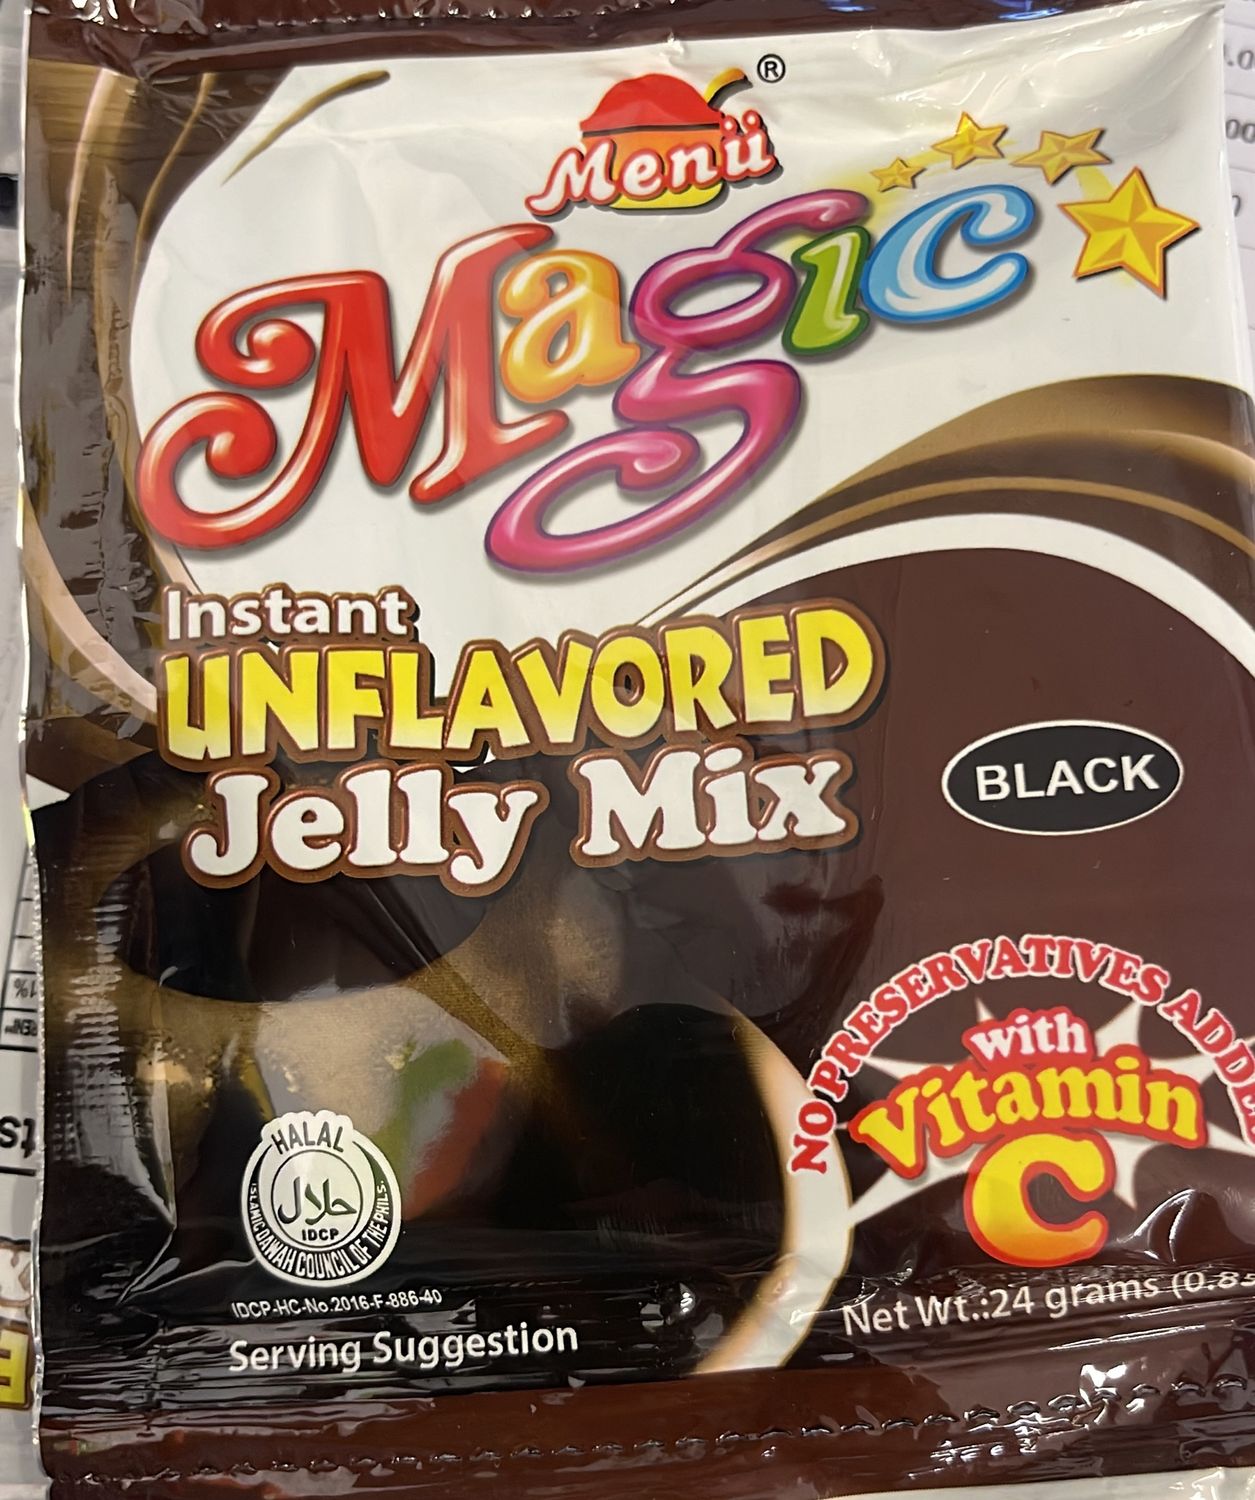 Menü ®
Magic
Instant
UNFLAVORED
Jelly Mix
BLACK
NO PRESERVATIVES ADDED
with
Vitamin
C
HALAL
حلال
IDCP
ISLAMIC DAWAH COUNCIL OF THE PHILS.
IDCP-HC-No.2016-F-886-40
Serving Suggestion
Net Wt.:24 grams